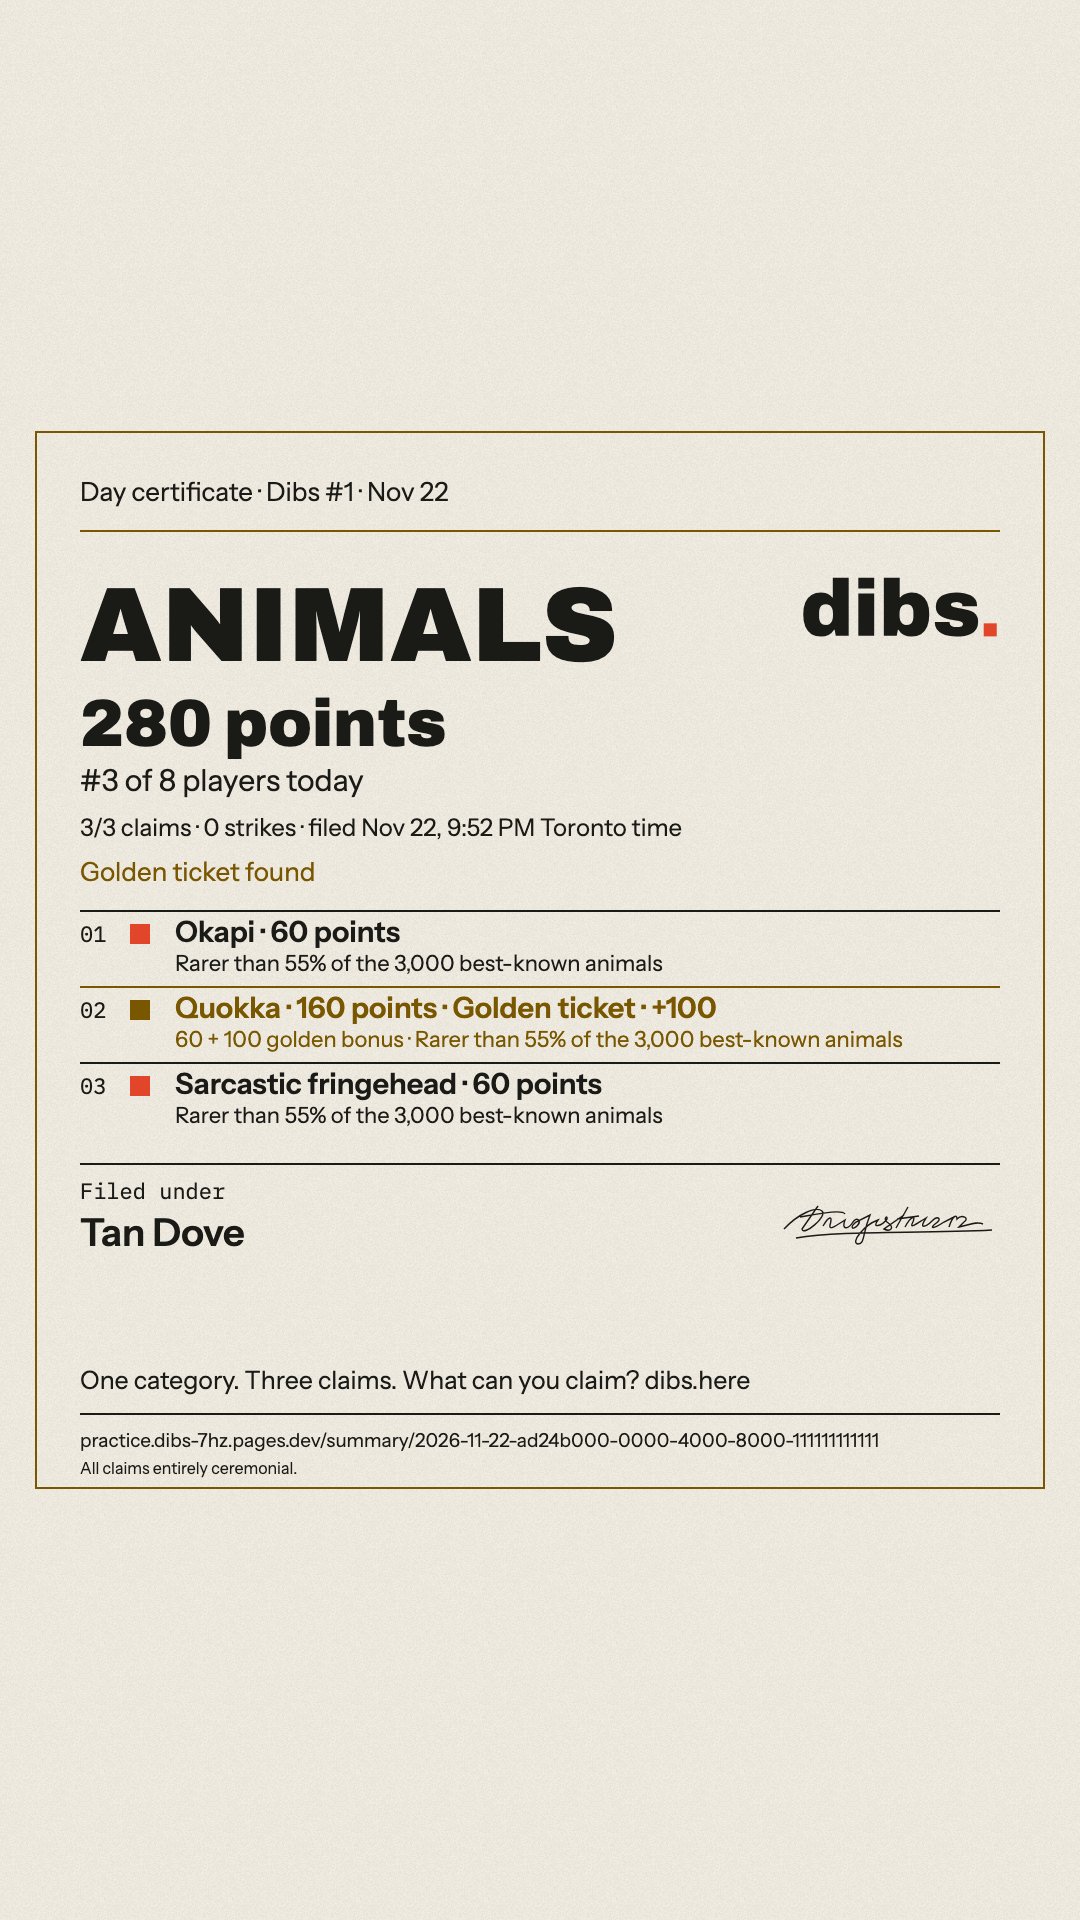 Day certificate · Dibs #1 · Nov 22
ANIMALS
dibs.
280 points
#3 of 8 players today
3/3 claims · 0 strikes · filed Nov 22, 9:52 PM Toronto time
Golden ticket found
01 Okapi · 60 points
Rarer than 55% of the 3,000 best-known animals
02 Quokka · 160 points · Golden ticket · +100
60 + 100 golden bonus · Rarer than 55% of the 3,000 best-known animals
03 Sarcastic fringehead · 60 points
Rarer than 55% of the 3,000 best-known animals
Filed under
Tan Dove
One category. Three claims. What can you claim? dibs.here
practice.dibs-7hz.pages.dev/summary/2026-11-22-ad24b000-0000-4000-8000-111111111111
All claims entirely ceremonial.